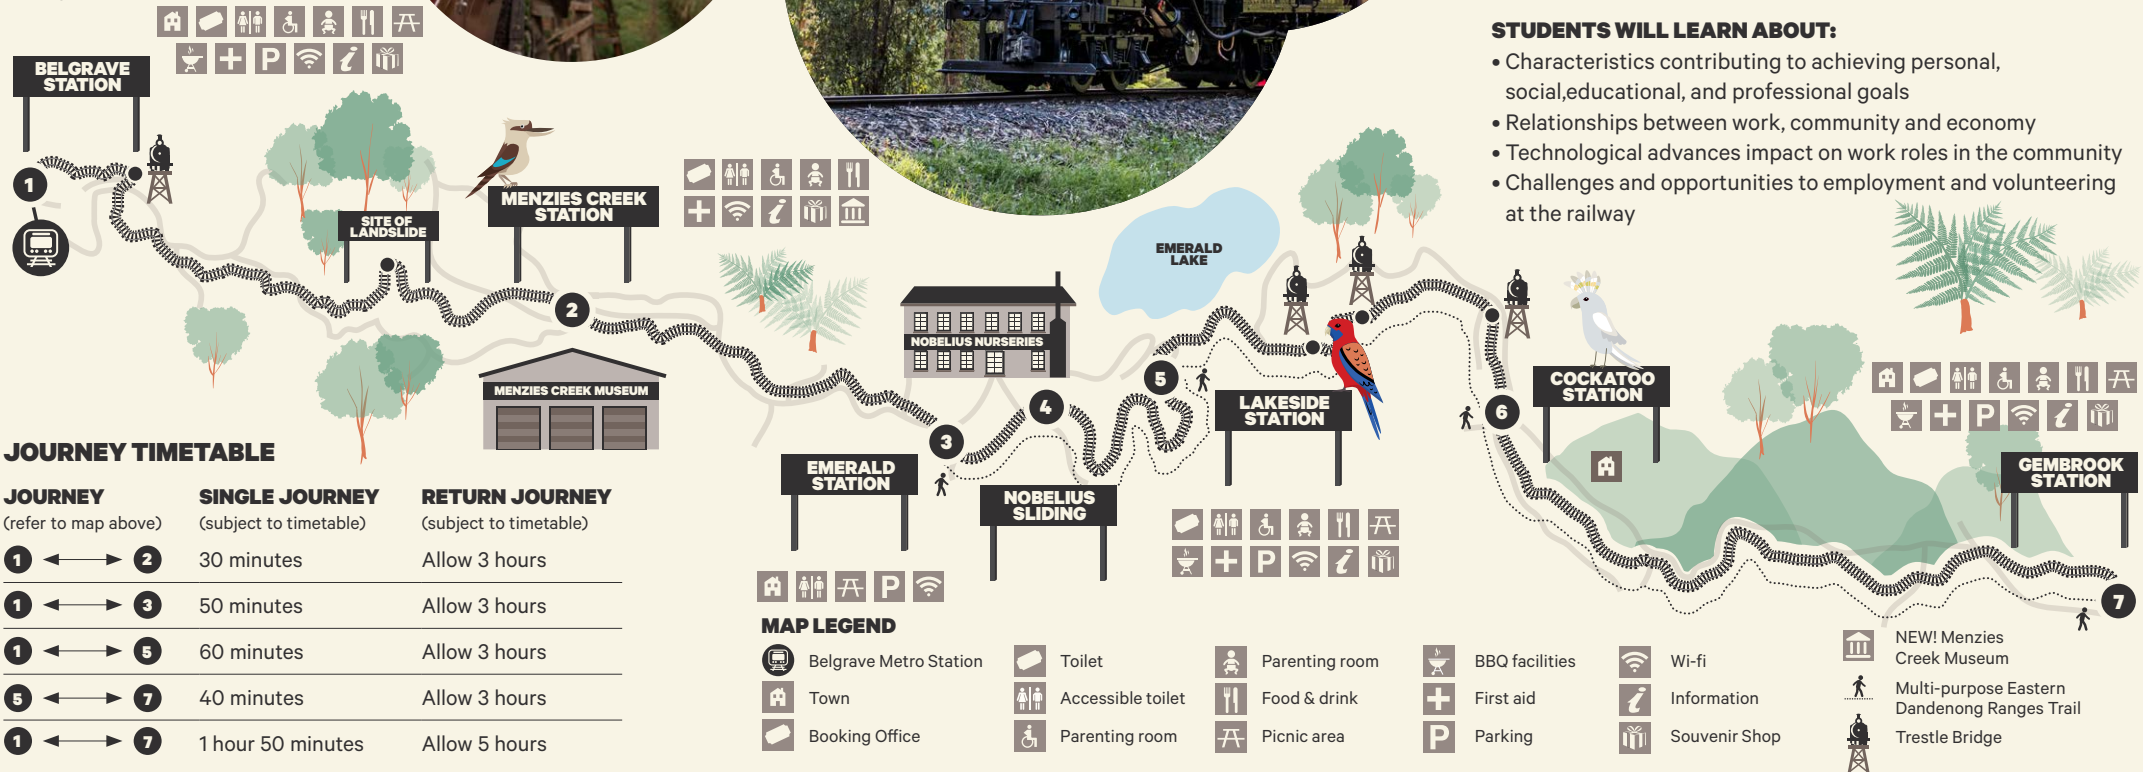 STUDENTS WILL LEARN ABOUT:
• Characteristics contributing to achieving personal,
social,educational, and professional goals
• Relationships between work, community and economy
• Technological advances impact on work roles in the community
• Challenges and opportunities to employment and volunteering
at the railway
BELGRAVE
STATION
1
SITE OF
LANDSLIDE
MENZIES CREEK
STATION
2
MENZIES CREEK MUSEUM
NOBELIUS NURSERIES
EMERALD
LAKE
3
EMERALD
STATION
4
NOBELIUS
SLIDING
5
LAKESIDE
STATION
6
COCKATOO
STATION
GEMBROOK
STATION
7
P
i
i
P
P
i
P
i
JOURNEY TIMETABLE
JOURNEY SINGLE JOURNEY RETURN JOURNEY
(refer to map above) (subject to timetable) (subject to timetable)
1 2 30 minutes Allow 3 hours
1 3 50 minutes Allow 3 hours
1 5 60 minutes Allow 3 hours
5 7 40 minutes Allow 3 hours
1 7 1 hour 50 minutes Allow 5 hours
MAP LEGEND
Belgrave Metro Station
Town
Booking Office
Toilet
Accessible toilet
Parenting room
Parenting room
Food & drink
Picnic area
BBQ facilities
First aid
P Parking
Wi-fi
i Information
Souvenir Shop
NEW! Menzies
Creek Museum
Multi-purpose Eastern
Dandenong Ranges Trail
Trestle Bridge